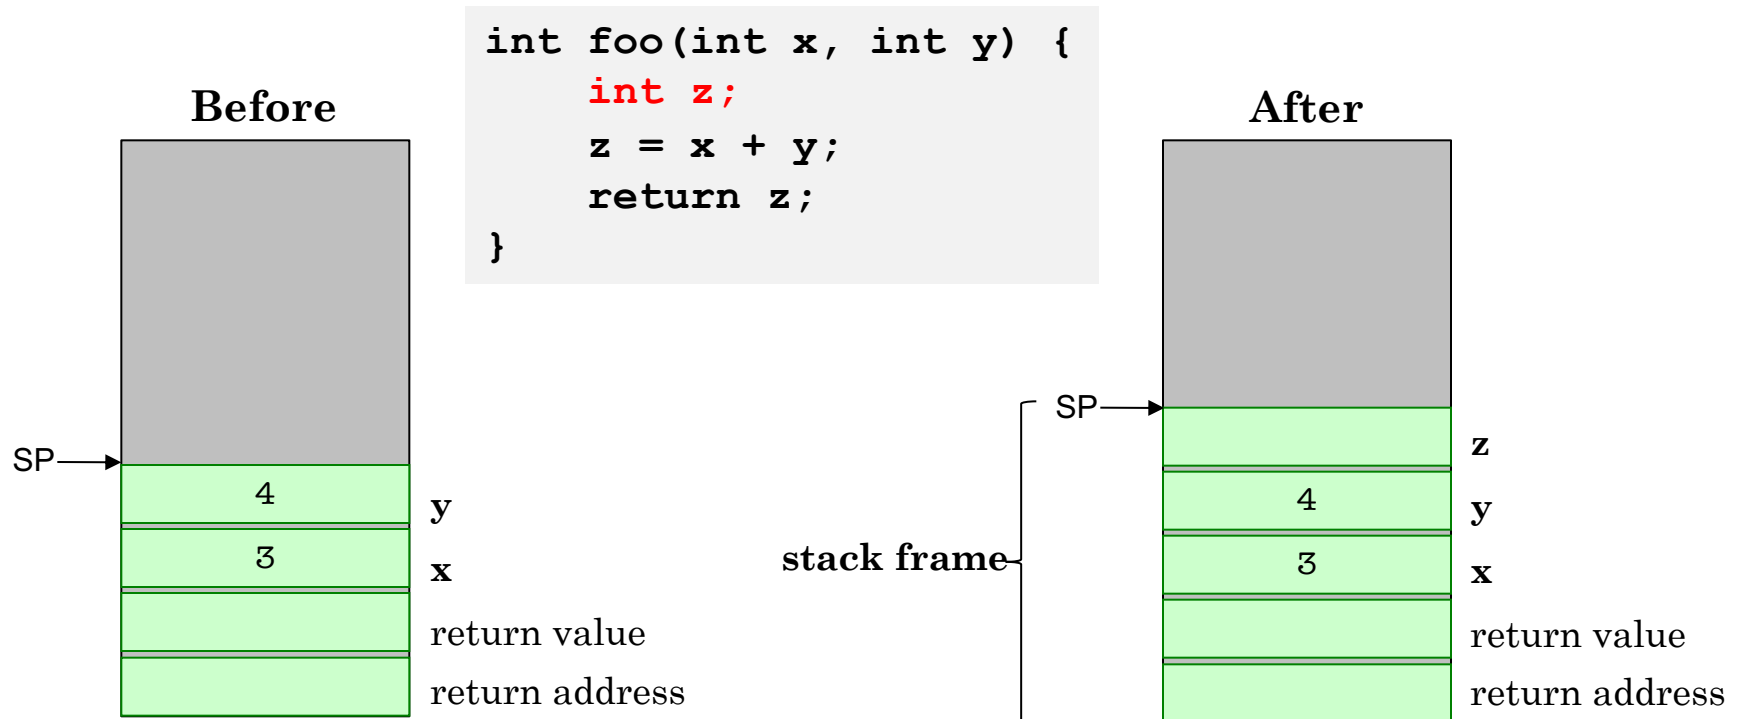 int foo(int x, int y) {
int z;
z = x + y;
return z;
}
Before
SP
4
y
3
x
return value
return address
After
stack frame
SP
z
4
y
3
x
return value
return address